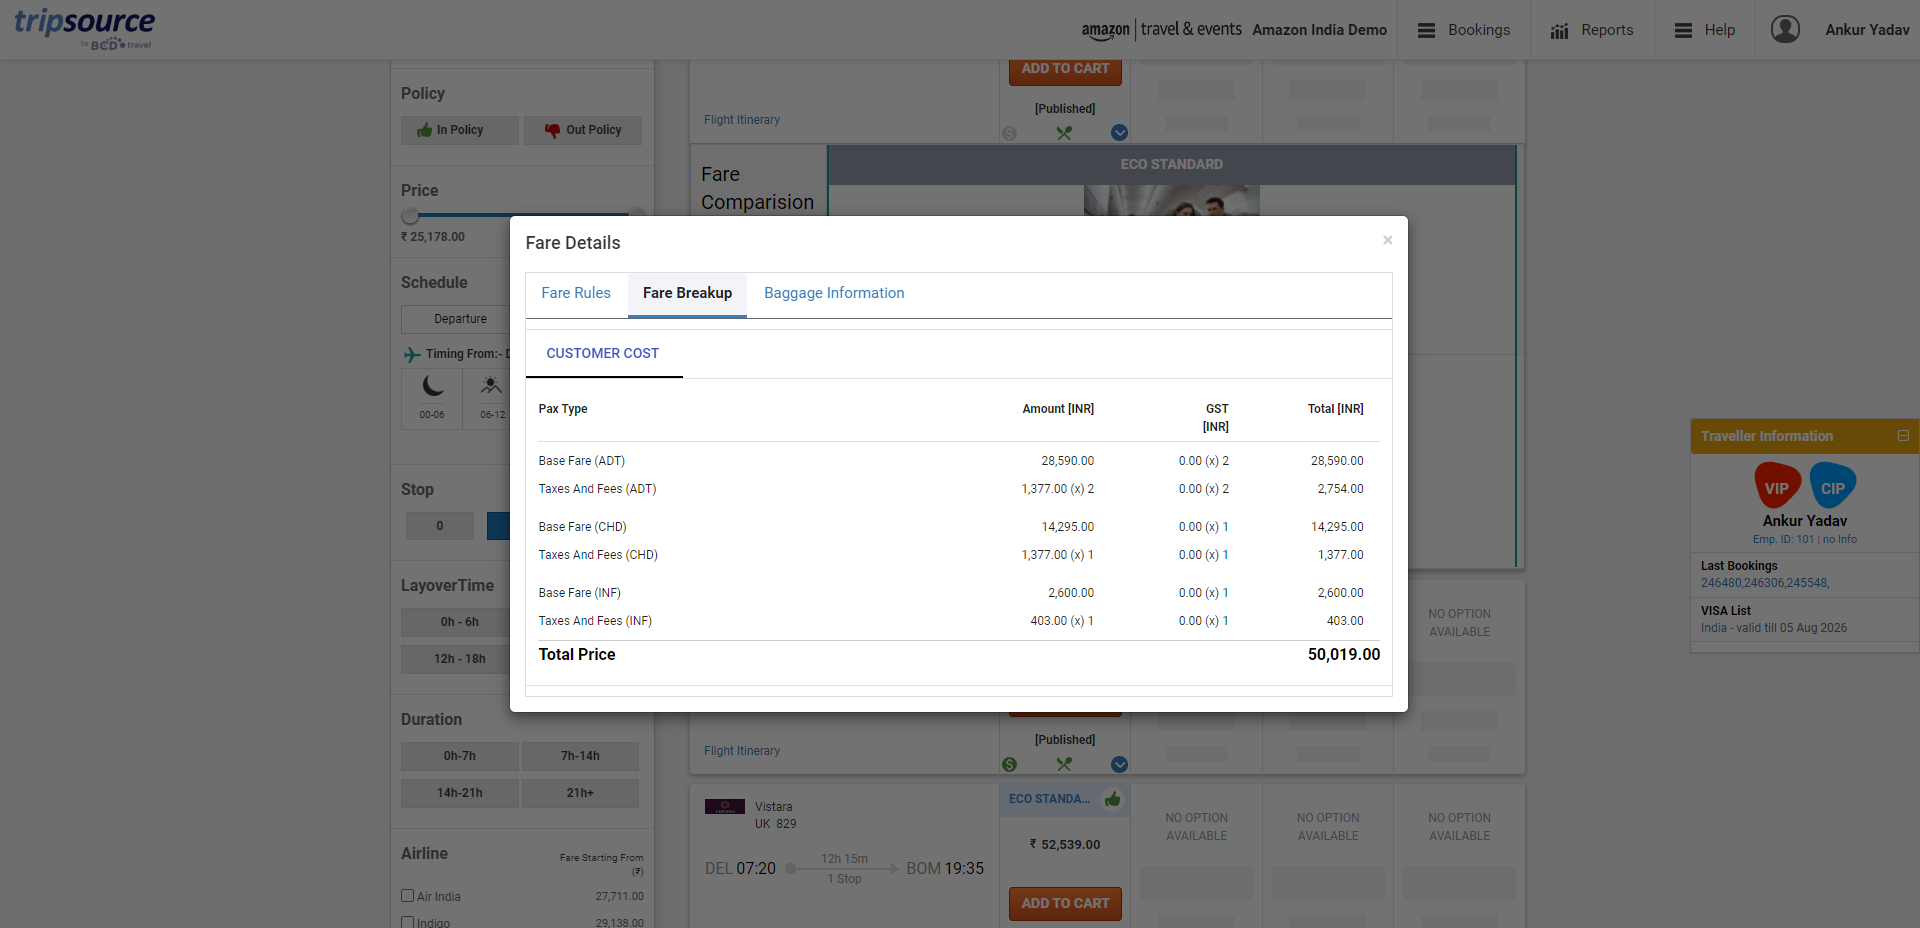 tripsource
by BCD travel
amazon | travel & events Amazon India Demo
Bookings
Reports
Help
Ankur Yadav
Policy
In Policy
Out Policy
Price
₹ 25,178.00
Schedule
Departure
Timing From:- D
00-06
06-12
Stop
0
LayoverTime
0h - 6h
12h - 18h
Duration
0h-7h
7h-14h
14h-21h
21h+
Airline
Fare Starting From
(₹)
Air India
27,711.00
Indigo
29,138.00
ADD TO CART
[Published]
Flight Itinerary
Fare
Comparision
ECO STANDARD
Fare Details
×
Fare Rules
Fare Breakup
Baggage Information
CUSTOMER COST
Pax Type Amount [INR] GST Total [INR]
[INR]
Base Fare (ADT) 28,590.00 0.00 (x) 2 28,590.00
Taxes And Fees (ADT) 1,377.00 (x) 2 0.00 (x) 2 2,754.00
Base Fare (CHD) 14,295.00 0.00 (x) 1 14,295.00
Taxes And Fees (CHD) 1,377.00 (x) 1 0.00 (x) 1 1,377.00
Base Fare (INF) 2,600.00 0.00 (x) 1 2,600.00
Taxes And Fees (INF) 403.00 (x) 1 0.00 (x) 1 403.00
Total Price 50,019.00
NO OPTION
AVAILABLE
[Published]
Flight Itinerary
Vistara
UK 829
DEL 07:20
12h 15m
1 Stop
BOM 19:35
ECO STANDA...
₹ 52,539.00
ADD TO CART
NO OPTION
AVAILABLE
NO OPTION
AVAILABLE
NO OPTION
AVAILABLE
Traveller Information
VIP
CIP
Ankur Yadav
Emp. ID: 101 | no Info
Last Bookings
246480,246306,245548,
VISA List
India - valid till 05 Aug 2026